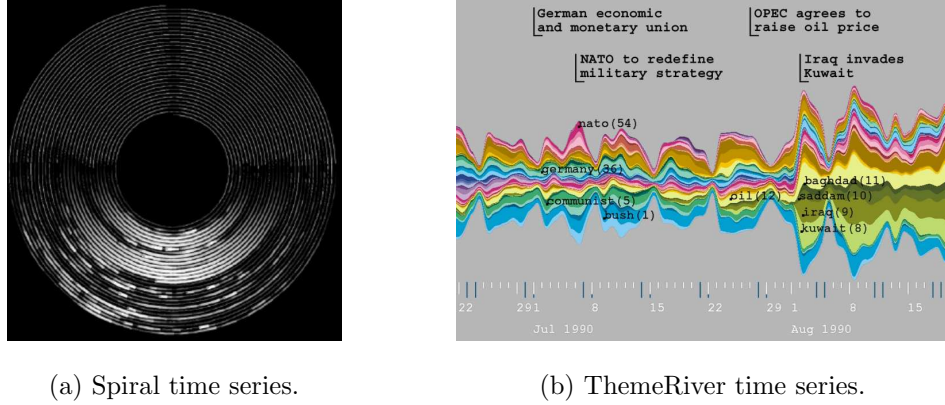 German economic
and monetary union
OPEC agrees to
raise oil price
NATO to redefine
military strategy
Iraq invades
Kuwait
nato(54)
germany(36)
baghdad(11)
communist(5)
oil(12)
saddam(10)
bush(1)
iraq(9)
kuwait(8)
22 29 1 8 15 22 29 1 8 15
Jul 1990 Aug 1990
(a) Spiral time series.
(b) ThemeRiver time series.